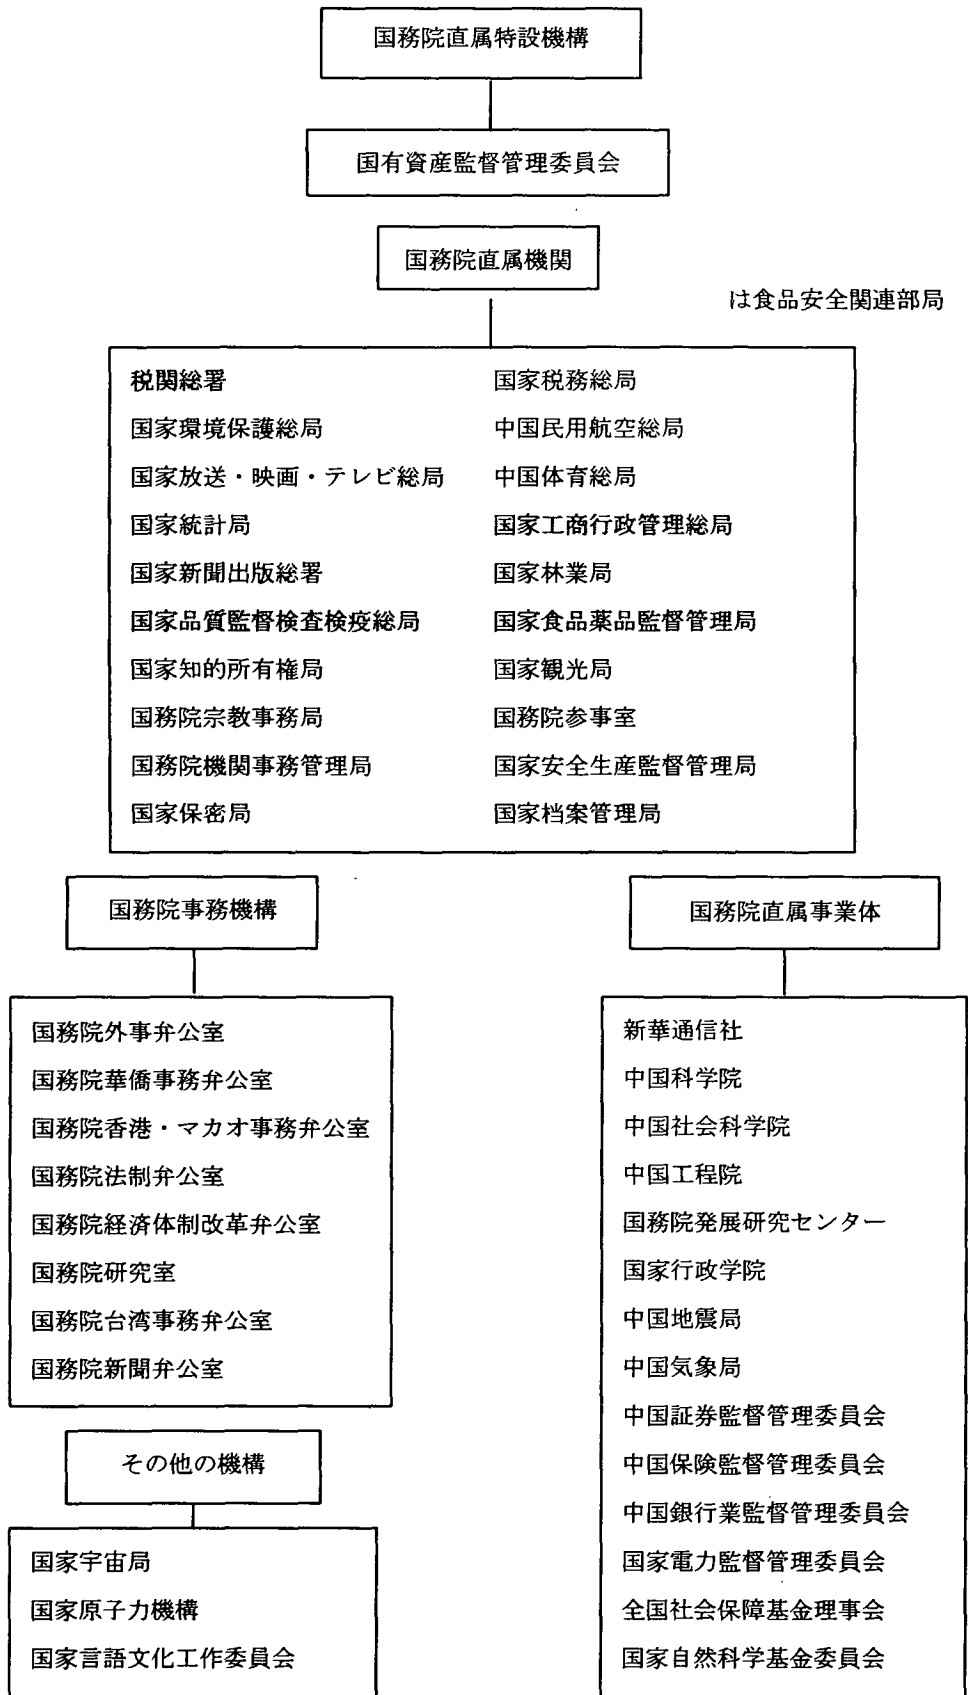 国務院直属特設機構
国有資産監督管理委員会
国務院直属機関
は食品安全関連部局
税関総署
国家環境保護総局
国家放送・映画・テレビ総局
国家統計局
国家新聞出版総署
国家品質監督検査検疫総局
国家知的所有権局
国務院宗教事務局
国務院機関事務管理局
国家保密局
国家税務総局
中国民用航空総局
中国体育総局
国家工商行政管理総局
国家林業局
国家食品薬品監督管理局
国家観光局
国務院参事室
国家安全生産監督管理局
国家档案管理局
国務院事務機構
国務院外事弁公室
国務院華僑事務弁公室
国務院香港・マカオ事務弁公室
国務院法制弁公室
国務院経済体制改革弁公室
国務院研究室
国務院台湾事務弁公室
国務院新聞弁公室
その他の機構
国家宇宙局
国家原子力機構
国家言語文化工作委員会
国務院直属事業体
新華通信社
中国科学院
中国社会科学院
中国工程院
国務院発展研究センター
国家行政学院
中国地震局
中国気象局
中国証券監督管理委員会
中国保険監督管理委員会
中国銀行業監督管理委員会
国家電力監督管理委員会
全国社会保障基金理事会
国家自然科学基金委員会